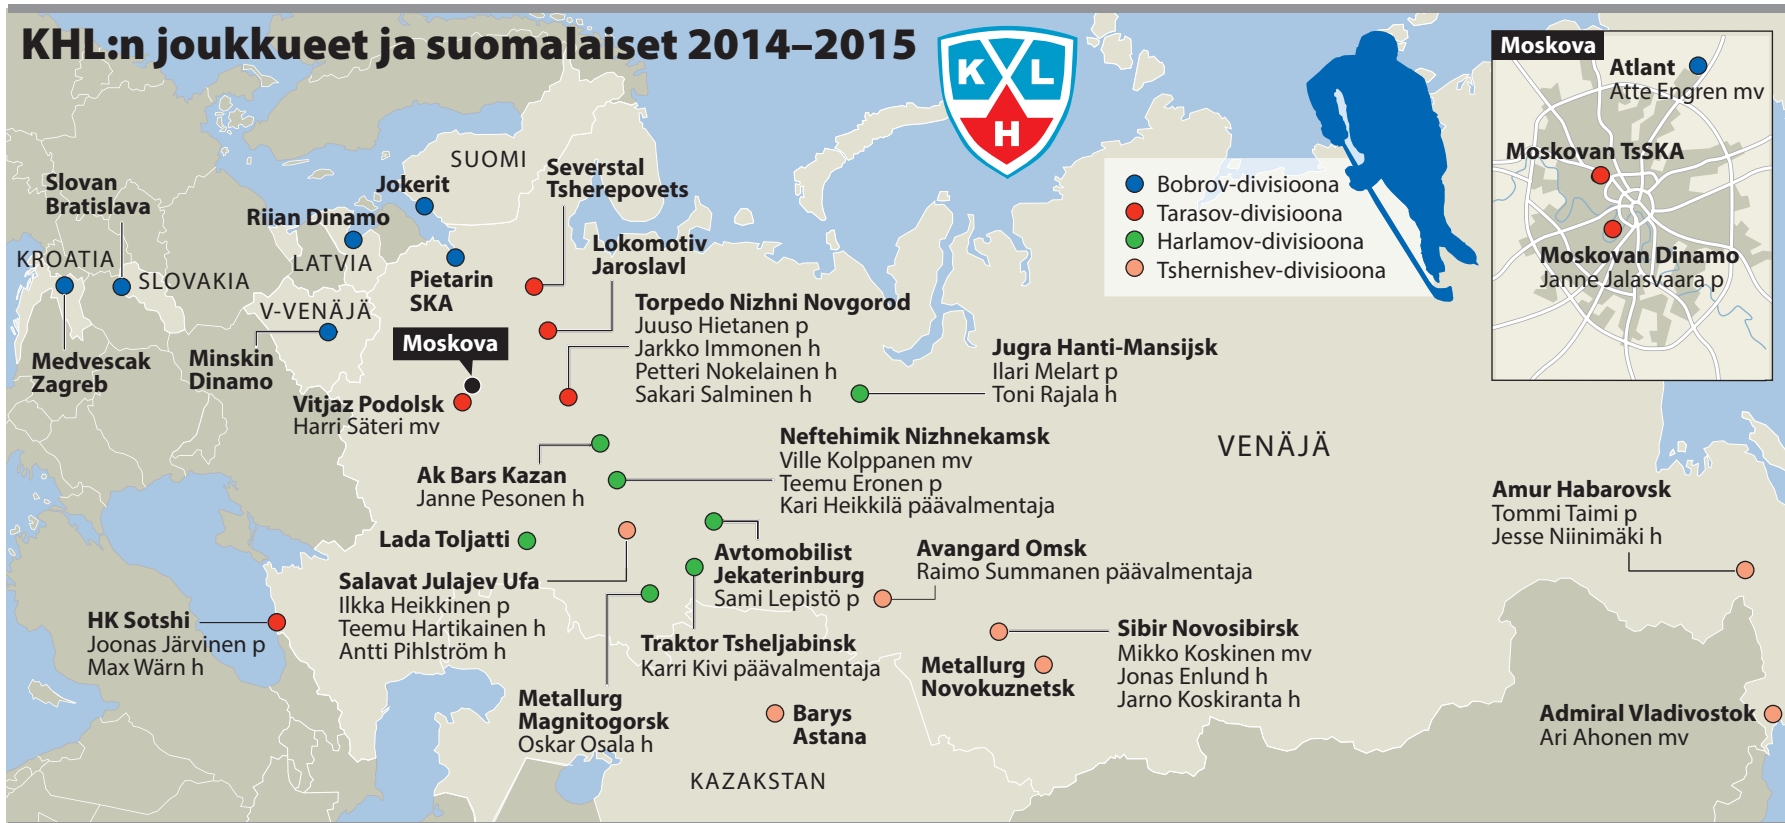 KHL:n joukkueet ja suomalaiset 2014–2015
K L
H
Bobrov-divisioona
Tarasov-divisioona
Harlamov-divisioona
Tshernishev-divisioona
Moskova
Atlant
Atte Engren mv
Moskovan TsSKA
Moskovan Dinamo
Janne Jalasvaara p
SUOMI
Jokerit
Severstal
Tsherepovets
Slovan
Bratislava
Riian Dinamo
LATVIA
KROATIA
SLOVAKIA
Pietarin
SKA
Lokomotiv
Jaroslavl
V-VENÄJÄ
Medvescak
Zagreb
Minskin
Dinamo
Moskova
Torpedo Nizhni Novgorod
Juuso Hietanen p
Jarkko Immonen h
Petteri Nokelainen h
Sakari Salminen h
Jugra Hanti-Mansijsk
Ilari Melart p
Toni Rajala h
Vitjaz Podolsk
Harri Säteri mv
VENÄJÄ
Ak Bars Kazan
Janne Pesonen h
Neftehimik Nizhnekamsk
Ville Kolppanen mv
Teemu Eronen p
Kari Heikkilä päävalmentaja
Amur Habarovsk
Tommi Taimi p
Jesse Niinimäki h
Lada Toljatti
Salavat Julajev Ufa
Ilkka Heikkinen p
Teemu Hartikainen h
Antti Pihlström h
Avtomobilist
Jekaterinburg
Sami Lepistö p
Avangard Omsk
Raimo Summanen päävalmentaja
HK Sotshi
Joonas Järvinen p
Max Wärn h
Traktor Tsheljabinsk
Karri Kivi päävalmentaja
Metallurg
Novokuznetsk
Sibir Novosibirsk
Mikko Koskinen mv
Jonas Enlund h
Jarno Koskiranta h
Metallurg
Magnitogorsk
Oskar Osala h
Barys
Astana
Admiral Vladivostok
Ari Ahonen mv
KAZAKSTAN